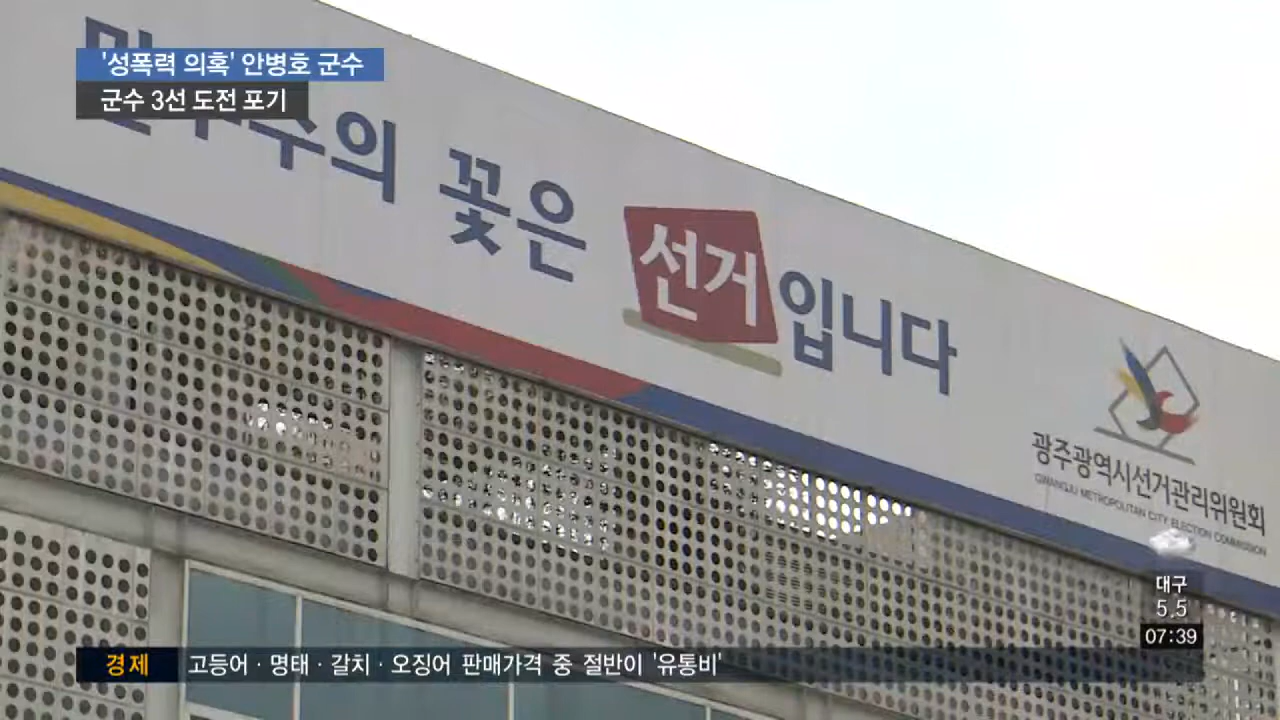 '성폭력 의혹' 안병호 군수
군수 3선 도전 포기
의 꽃은 선거입니다
광주광역시선거관리위원회
GWANGJU METROPOLITAN CITY ELECTION COMMISSION
대구
5.5
07:39
경제 고등어·명태·갈치·오징어 판매가격 중 절반이 '유통비'